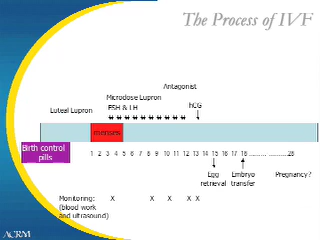 The Process of IVF
Antagonist
Microdose Lupron
Luteal Lupron
FSH & LH
hCG
menses
Birth control
pills
1 2 3 4 5 6 7 8 9 10 11 12 13 14 15 16 17 18 ......... ..........28
Egg
retrieval
Embryo
transfer
Pregnancy?
Monitoring: X X X X X
(blood work
and ultrasound)
ACRM